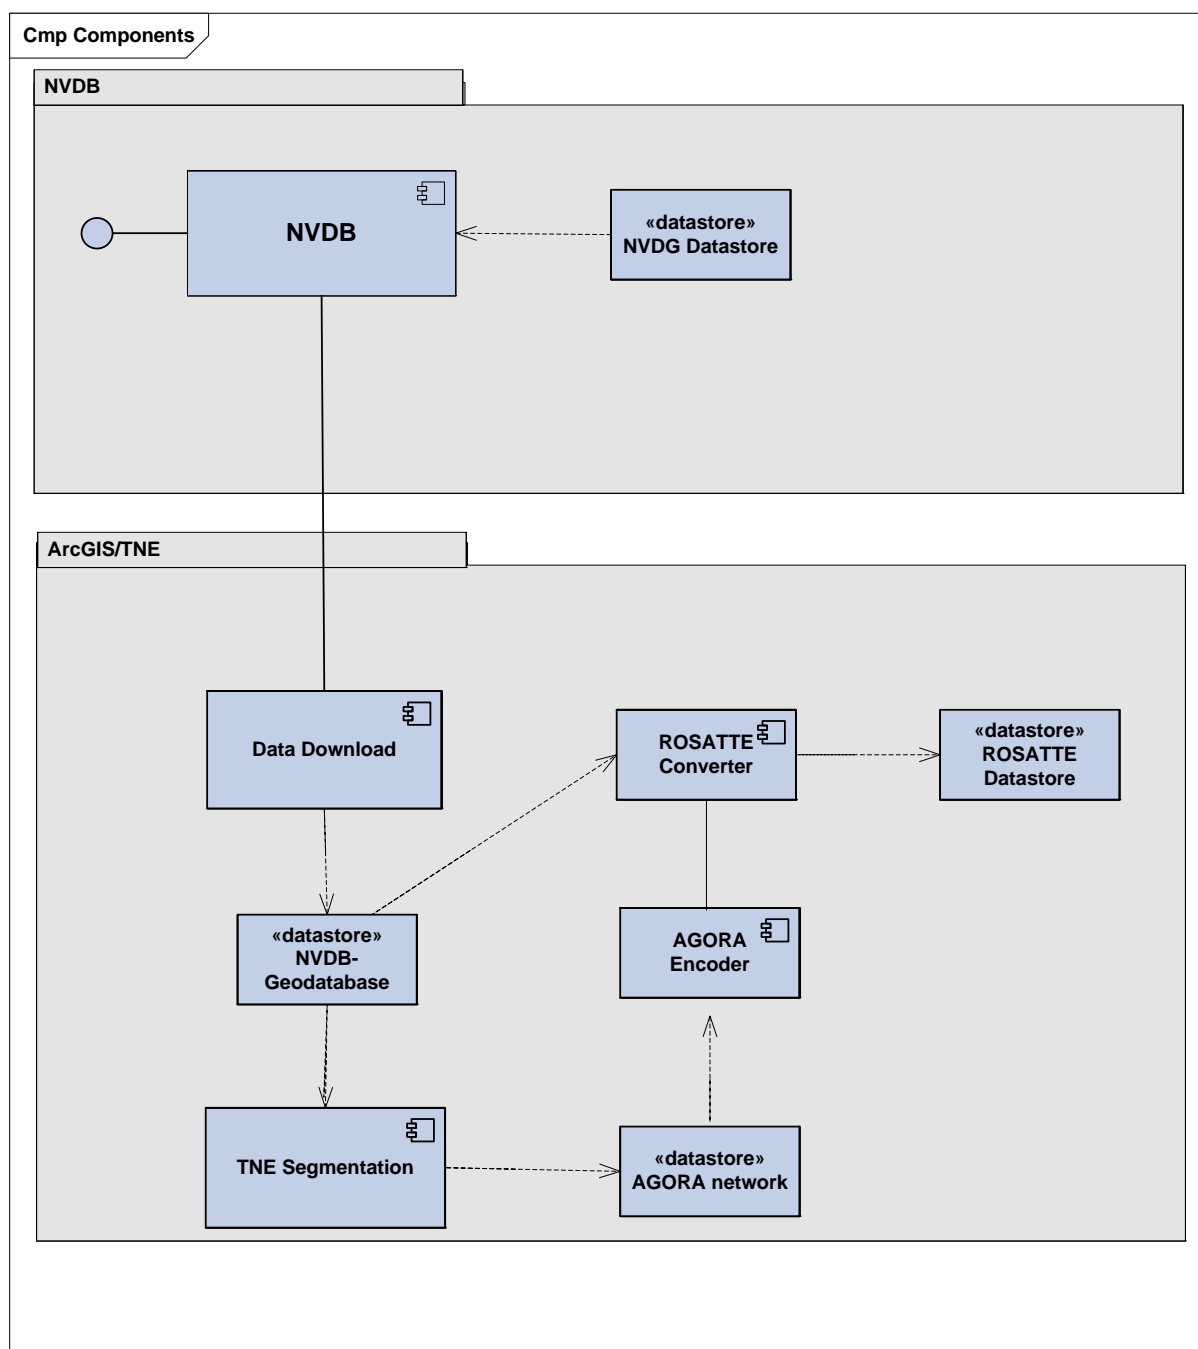 Cmp Components
NVDB
NVDB
«datastore»
NVDG Datastore
ArcGIS/TNE
Data Download
ROSATTE
Converter
«datastore»
ROSATTE
Datastore
«datastore»
NVDB-
Geodatabase
AGORA
Encoder
TNE Segmentation
«datastore»
AGORA network